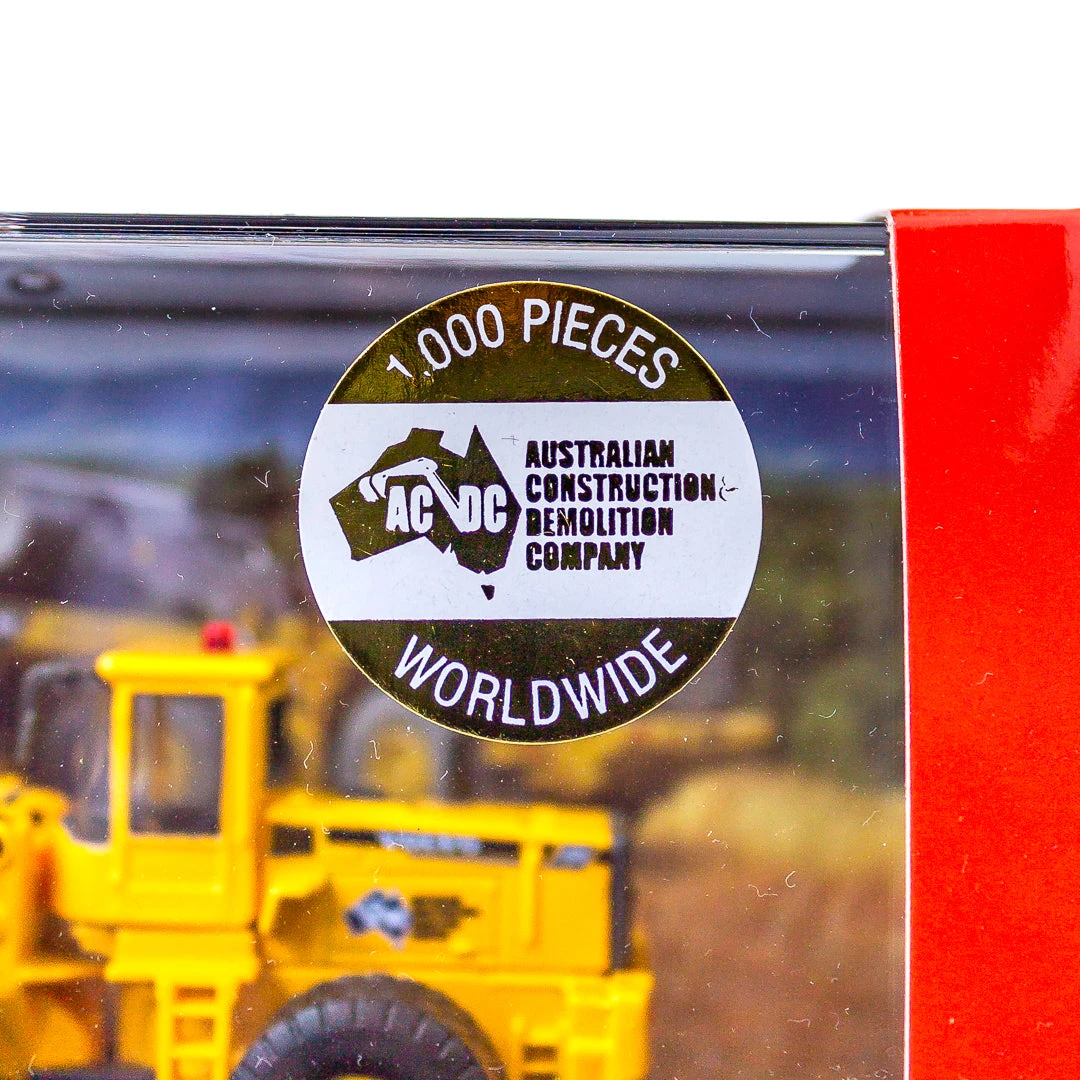 1,000 PIECES
AC DC
AUSTRALIAN
CONSTRUCTION
DEMOLITION
COMPANY
WORLDWIDE